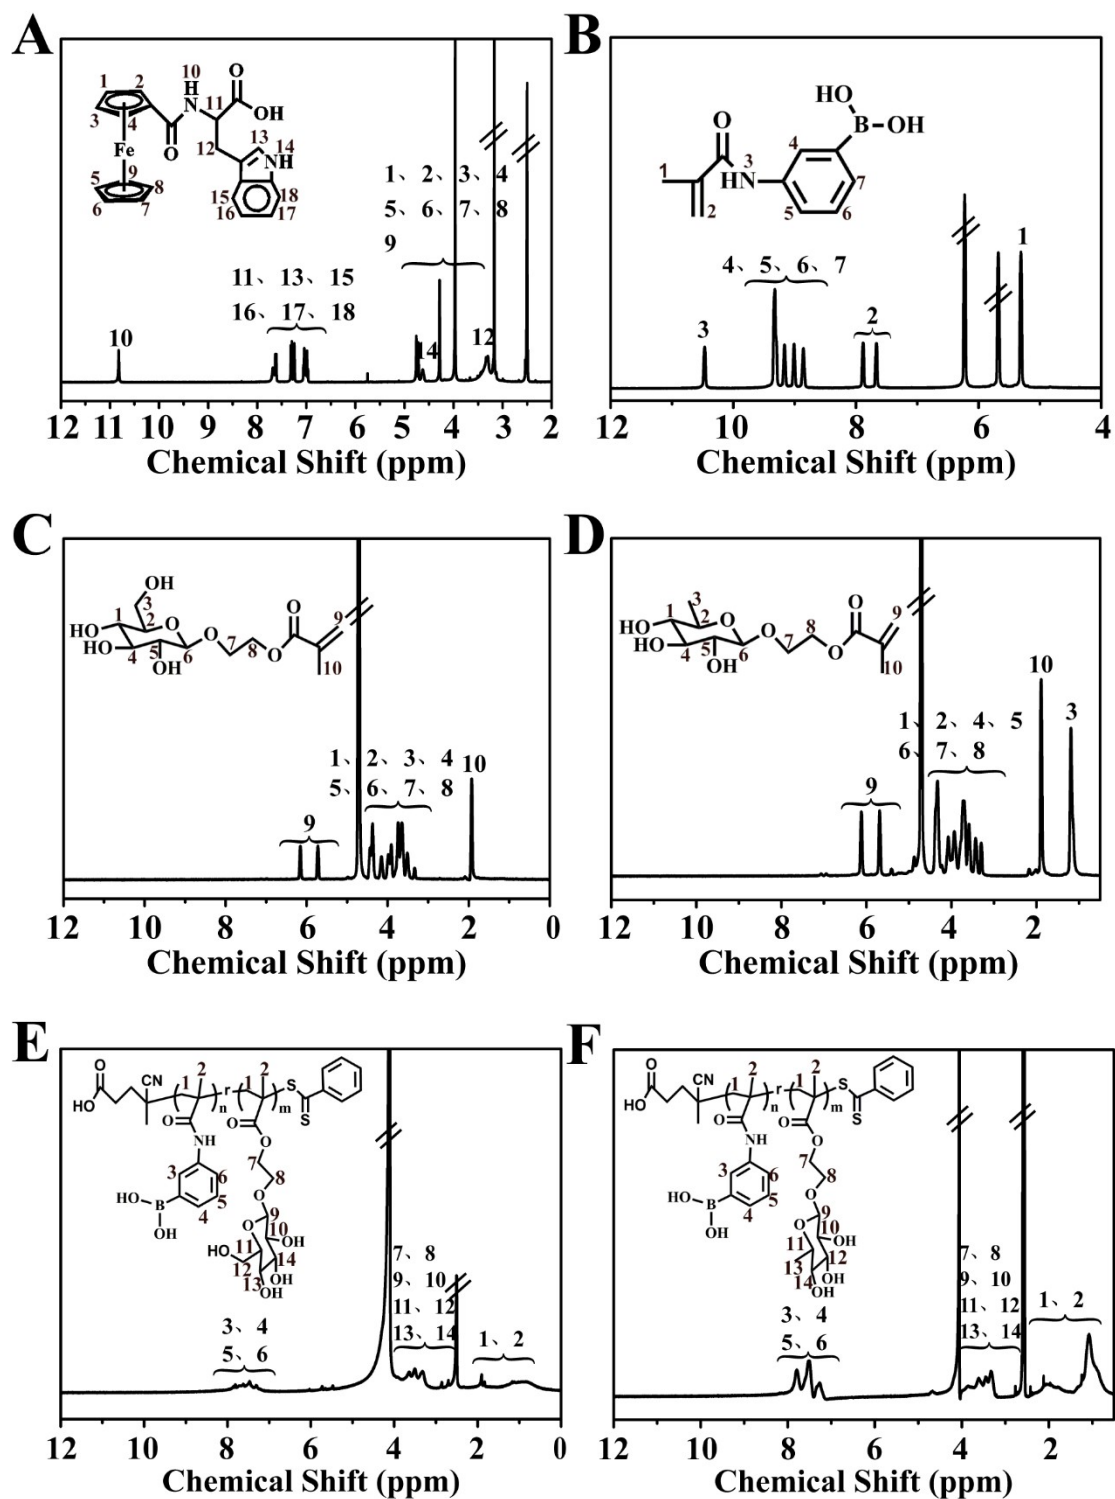 A
1
2
3
4
Fe
5
6
7
8
9
10
H
N
O
11
O
OH
12
13
14
NH
15
16
17
18
1、2、3、4
5、6、7、8
9
11、13、15
16、17、18
10
14
12
12 11 10 9 8 7 6 5 4 3 2
Chemical Shift (ppm)
B
HO
B
OH
O
1
2
3
HN
4
5
6
7
4、5、6、7
3
2
1
12 10 8 6 4
Chemical Shift (ppm)
C
OH
3
1
2
O
HO
HO
4
5
OH
6
O
7
8
O
O
9
10
1、2、3、4
5、6、7、8
9
10
12 10 8 6 4 2 0
Chemical Shift (ppm)
D
3
1
2
O
HO
HO
4
5
OH
6
O
7
8
O
O
9
10
1、2、4、5
6、7、8
9
10
3
12 10 8 6 4 2
Chemical Shift (ppm)
E
O
HO
CN
1
2
n
r
1
2
m
S
S
O
NH
O
O
3
6
5
4
HO
B
OH
7
8
O
9
O
10
OH
11
HO
12
13
OH
14
OH
3、4
5、6
7、8
9、10
11、12
13、14
1、2
12 10 8 6 4 2 0
Chemical Shift (ppm)
F
O
HO
CN
1
2
n
r
1
2
m
S
S
O
NH
O
O
3
6
5
4
HO
B
OH
7
8
O
9
O
10
OH
11
12
13
OH
14
OH
3、4
5、6
7、8
9、10
11、12
13、14
1、2
12 10 8 6 4 2
Chemical Shift (ppm)